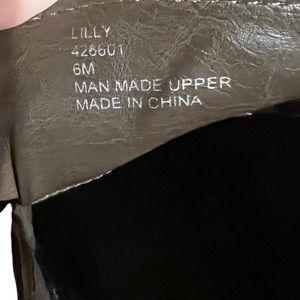 LILLY
426601
6M
MAN MADE UPPER
MADE IN CHINA